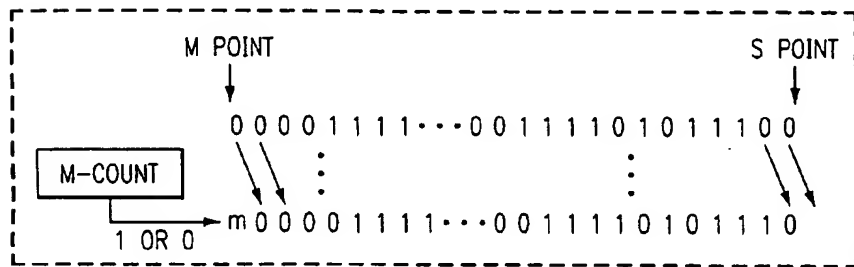 M POINT S POINT
0 0 0 0 1 1 1 1 ··· 0 0 1 1 1 1 0 1 0 1 1 1 0 0
M-COUNT
1 OR 0 m 0 0 0 0 1 1 1 1 ··· 0 0 1 1 1 1 0 1 0 1 1 1 0